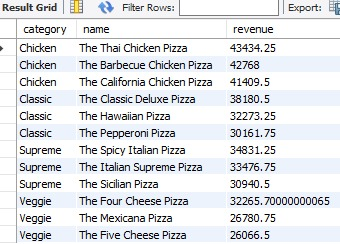 Result Grid Filter Rows: Export:
category name revenue
Chicken The Thai Chicken Pizza 43434.25
Chicken The Barbecue Chicken Pizza 42768
Chicken The California Chicken Pizza 41409.5
Classic The Classic Deluxe Pizza 38180.5
Classic The Hawaiian Pizza 32273.25
Classic The Pepperoni Pizza 30161.75
Supreme The Spicy Italian Pizza 34831.25
Supreme The Italian Supreme Pizza 33476.75
Supreme The Sicilian Pizza 30940.5
Veggie The Four Cheese Pizza 32265.70000000065
Veggie The Mexicana Pizza 26780.75
Veggie The Five Cheese Pizza 26066.5